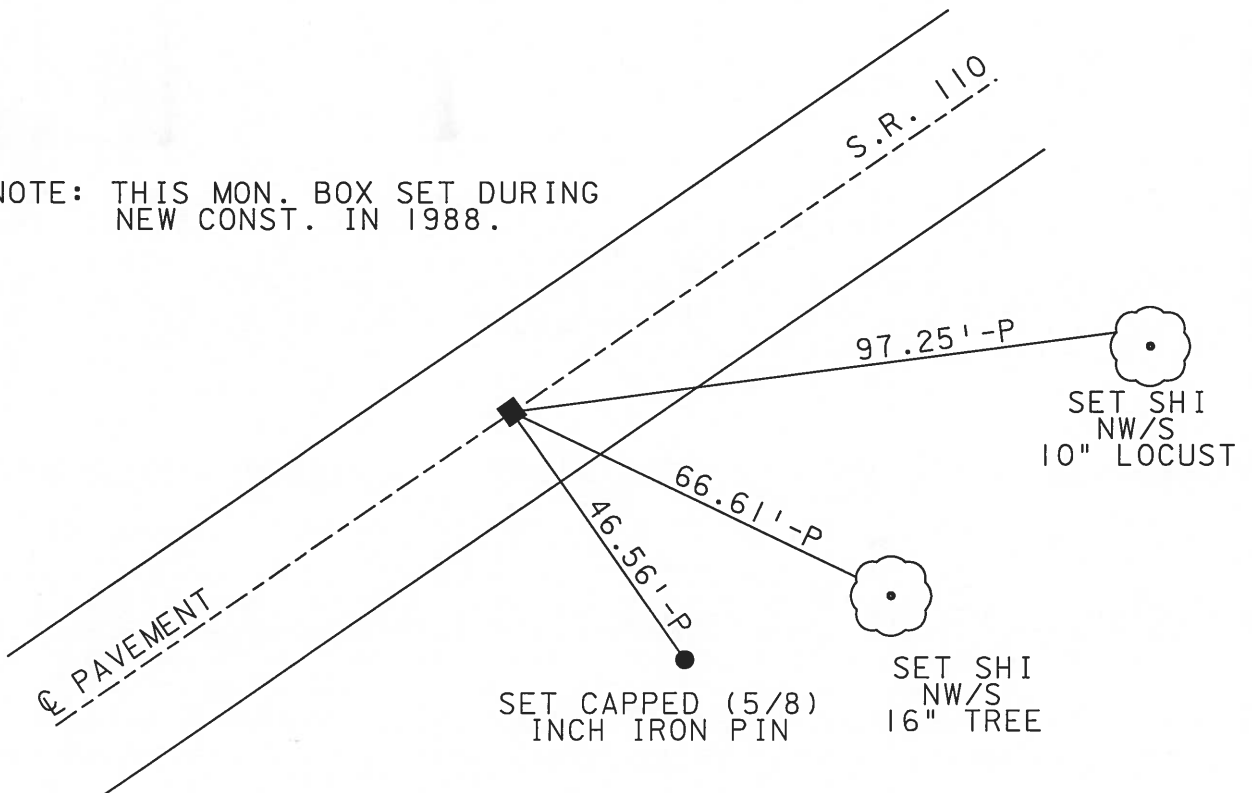 S.R. 110
NOTE: THIS MON. BOX SET DURING
NEW CONST. IN 1988.
97.25'-P
SET SHI
NW/S
10" LOCUST
66.61'-P
46.56'-P
℄ PAVEMENT
SET SHI
NW/S
16" TREE
SET CAPPED (5/8)
INCH IRON PIN